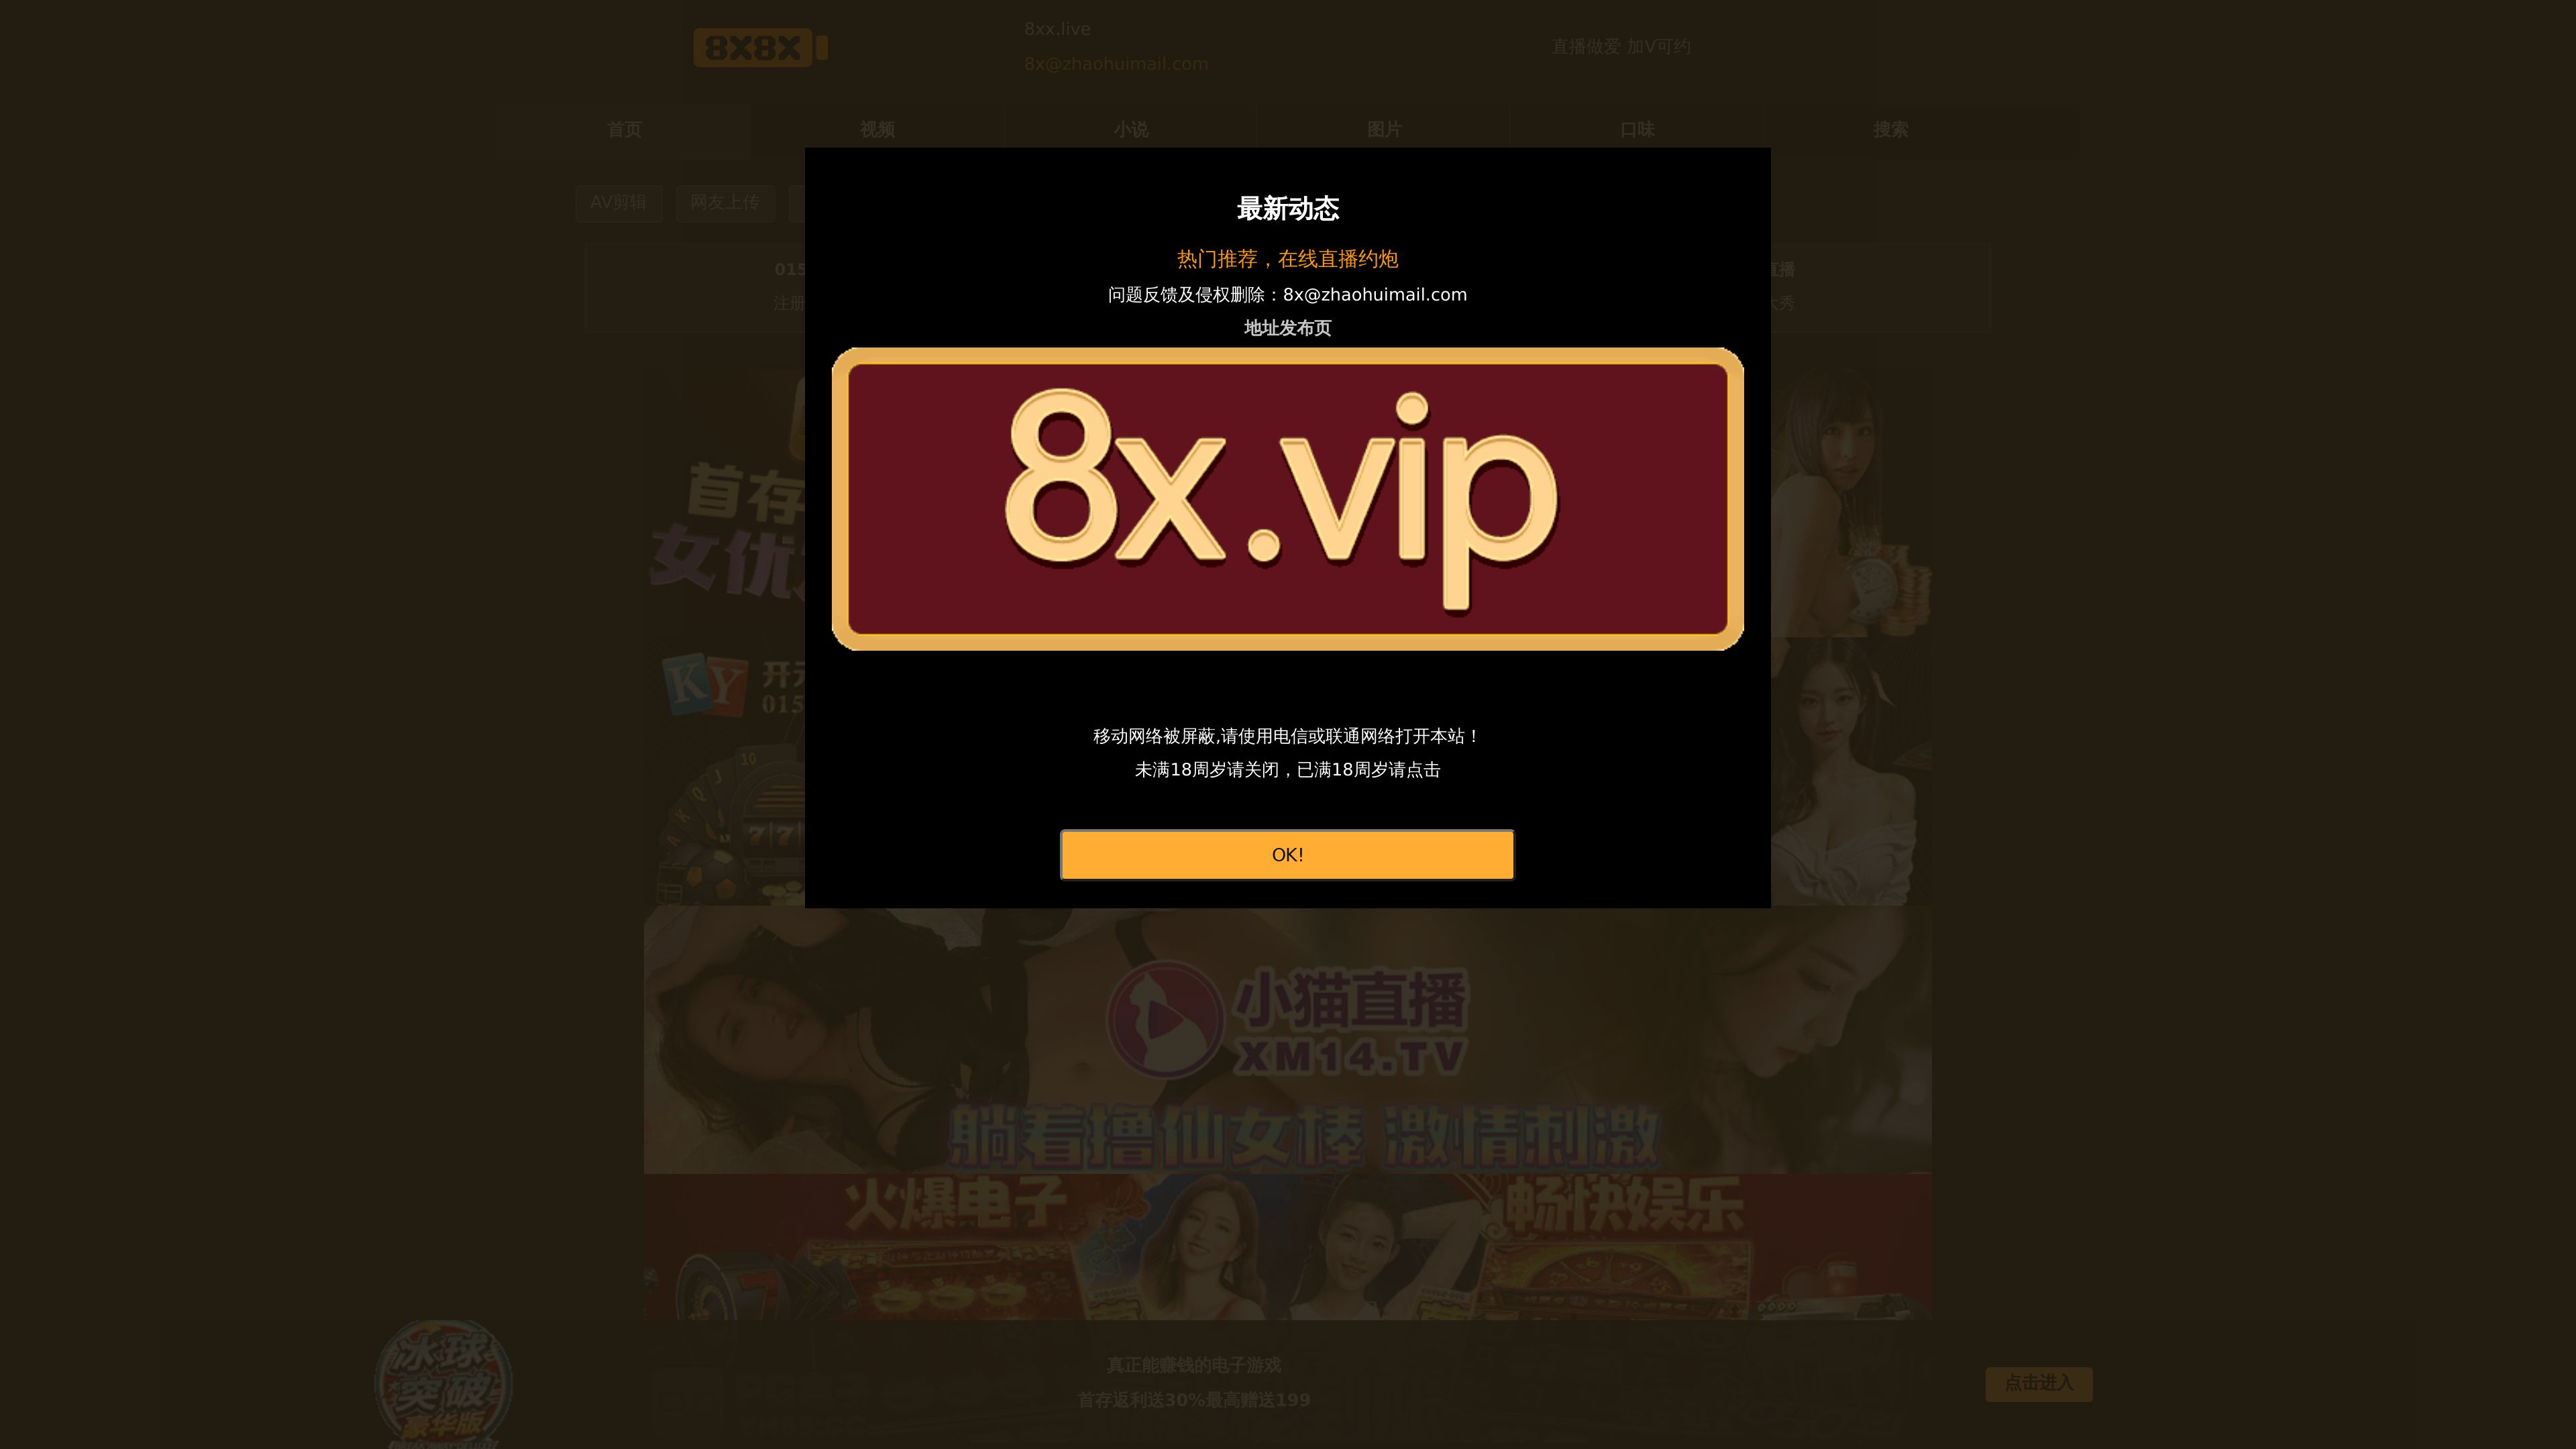 8X8X
8xx.live
8x@zhaohuimail.com
直播做爱 加V可约
首页 视频 小说 图片 口味 搜索
AV剪辑 网友上传
最新动态
热门推荐，在线直播约炮
015
直播
问题反馈及侵权删除：8x@zhaohuimail.com
注册
大秀
地址发布页
8x.vip
首存
女优
KY 开元
015
移动网络被屏蔽,请使用电信或联通网络打开本站！
未满18周岁请关闭，已满18周岁请点击
OK!
小猫直播
XM14.TV
躺着撸仙女棒 激情刺激
火爆电子 畅快娱乐
冰球
突破
豪华版
真正能赚钱的电子游戏
首存返利送30%最高赠送199
点击进入